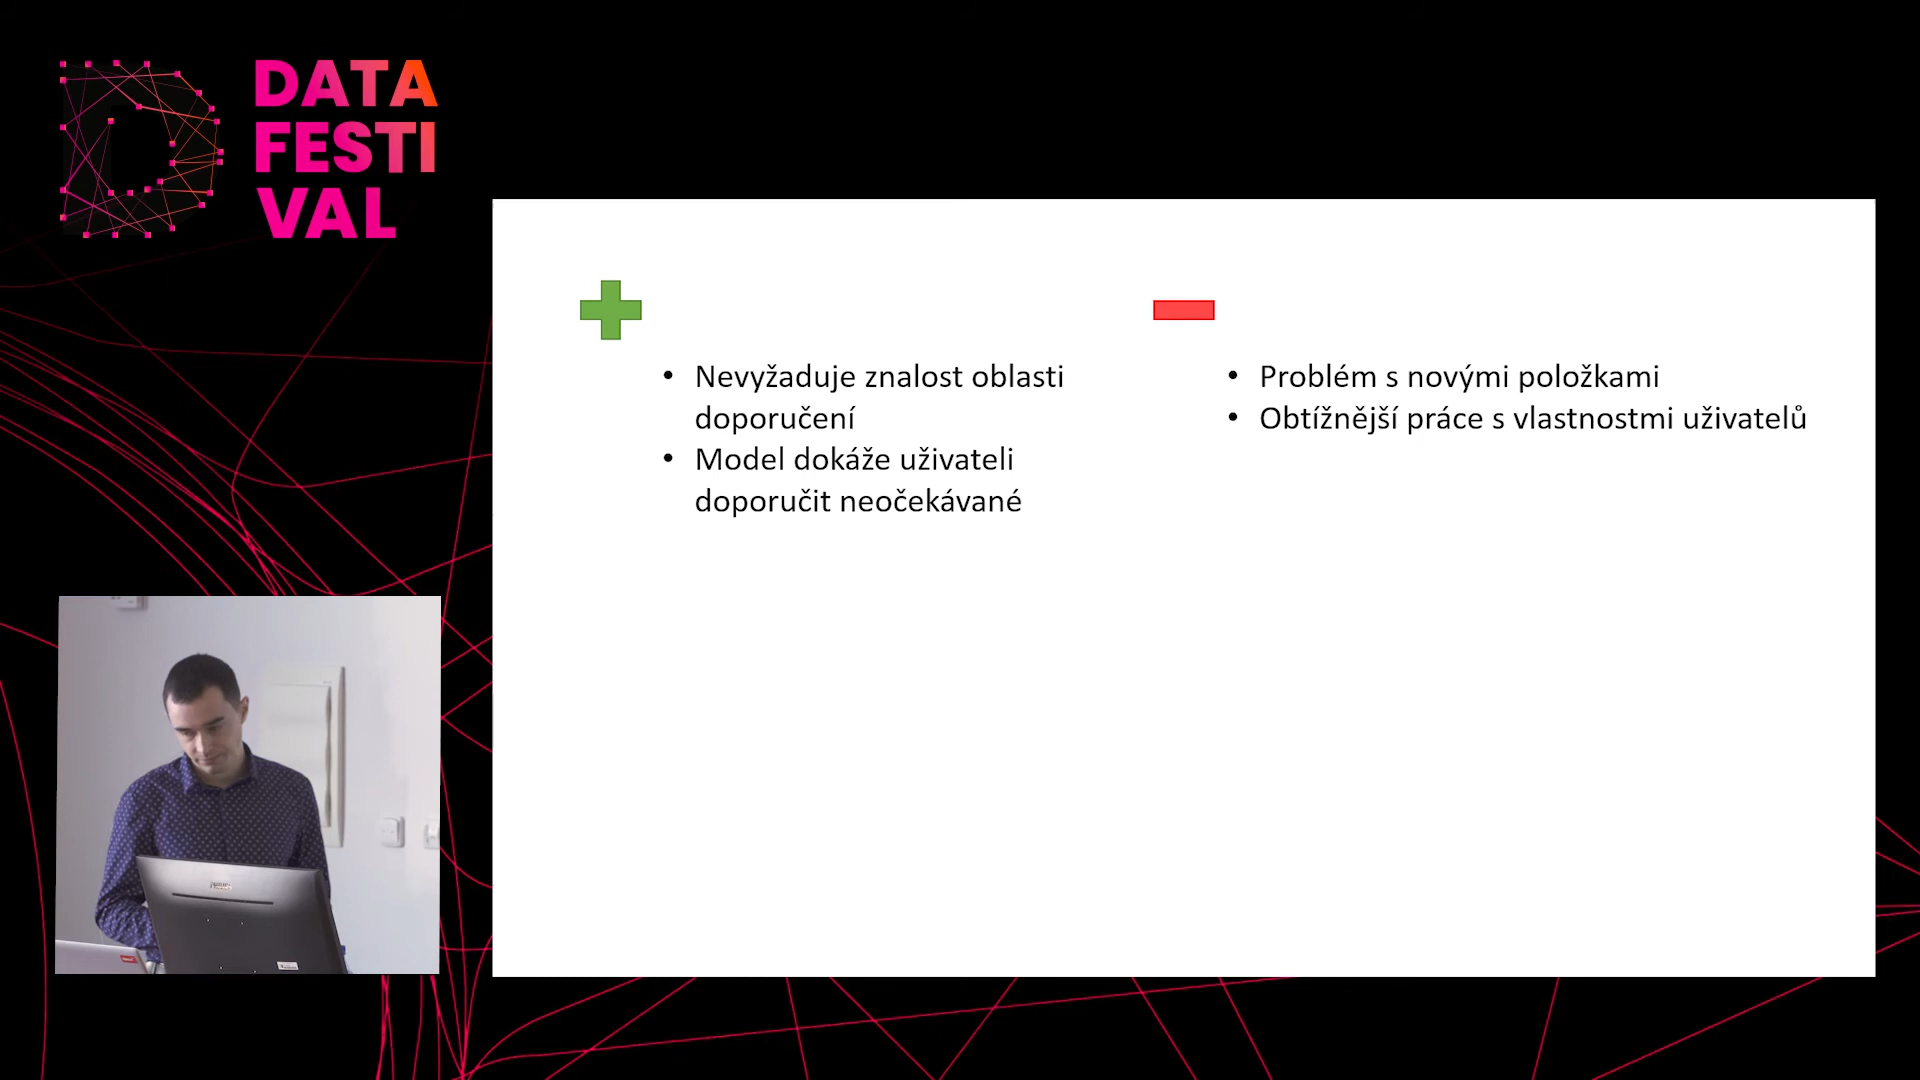 DATA
FESTI
VAL
• Nevyžaduje znalost oblasti
doporučení
• Model dokáže uživateli
doporučit neočekávané
• Problém s novými položkami
• Obtížnější práce s vlastnostmi uživatelů